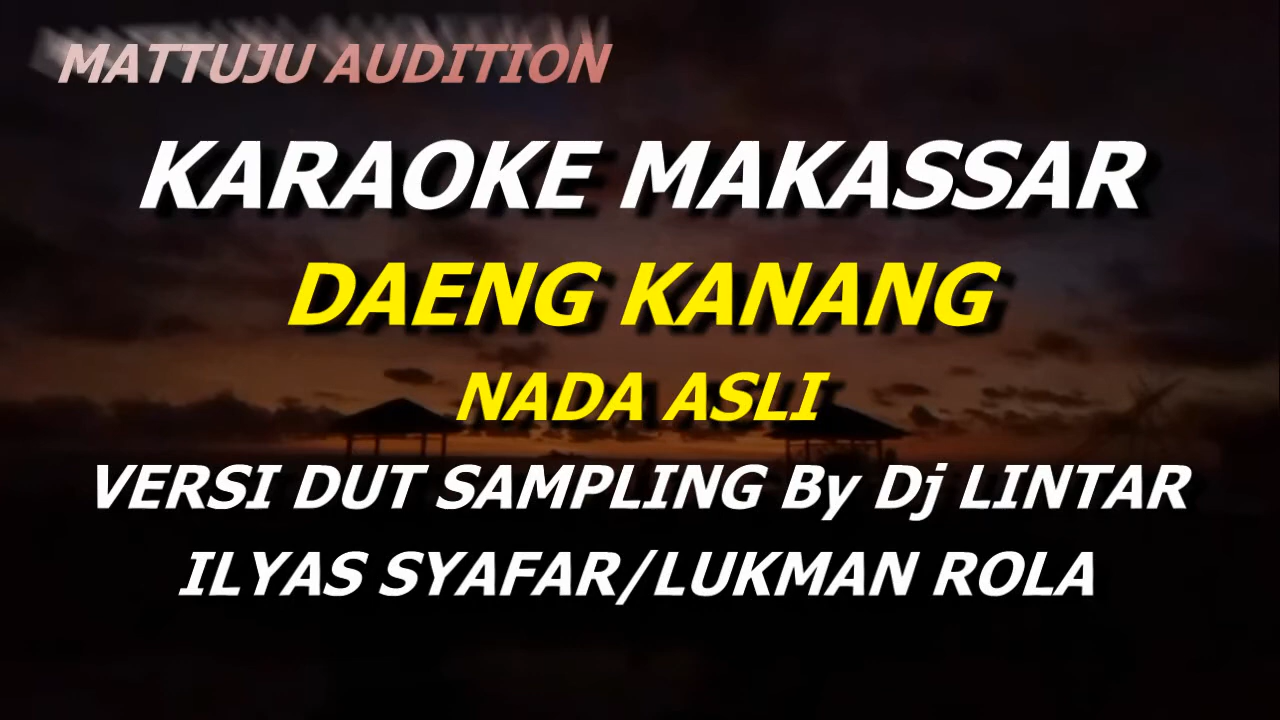 MATTUJU AUDITION
KARAOKE MAKASSAR
DAENG KANANG
NADA ASLI
VERSI DUT SAMPLING By Dj LINTAR
ILYAS SYAFAR/LUKMAN ROLA